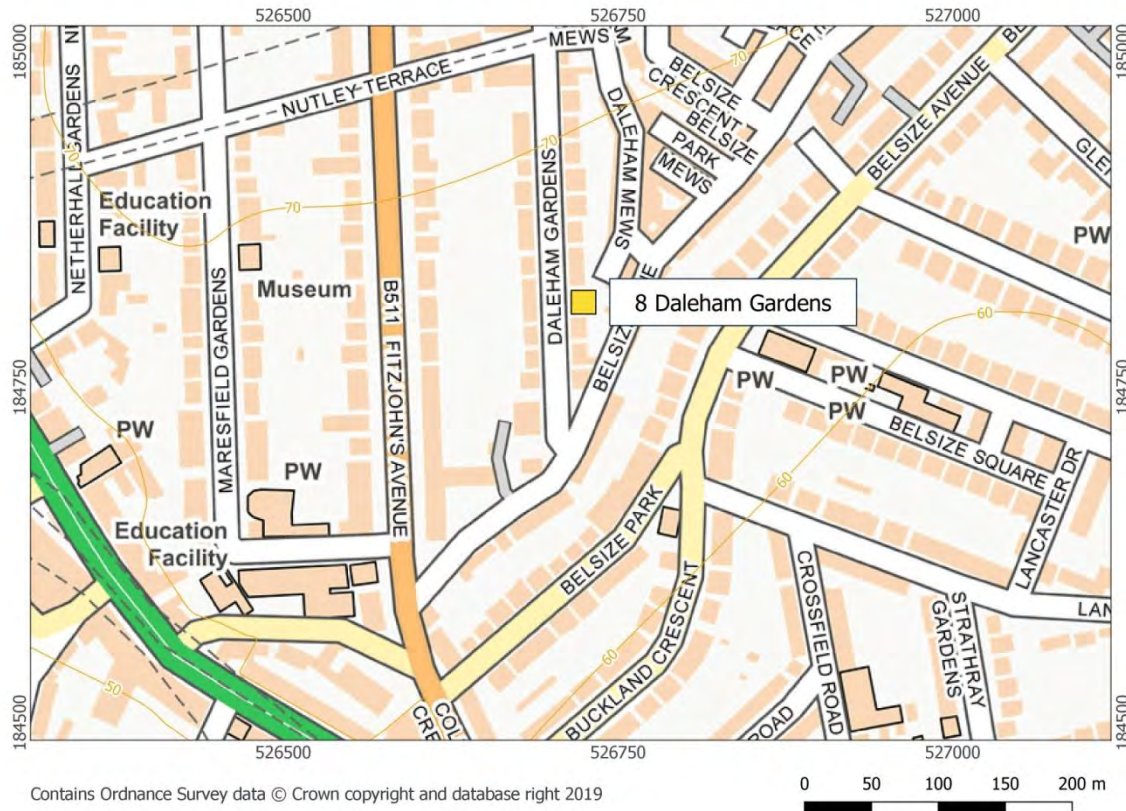 526500
526750
527000
185000
185000
NETHERHALL GARDENS
NUTLEY TERRACE
MEWS
BELSIZE
CRESCENT
BELSIZE
PARK
MEWS
DALEHAM MEWS
BELSIZE AVENUE
70
70
70
Education
Facility
Museum
MARESFIELD GARDENS
B511 FITZJOHN'S AVENUE
DALEHAM GARDENS
8 Daleham Gardens
PW
60
184750
184750
PW
PW
PW
BELSIZE SQUARE
LANCASTER DR
PW
PW
Education
Facility
BELSIZE PARK
60
BUCKLAND CRESCENT
60
CROSSFIELD ROAD
STRATHRAY
GARDENS
50
ROAD
184500
184500
526500
526750
527000
Contains Ordnance Survey data © Crown copyright and database right 2019
0 50 100 150 200 m